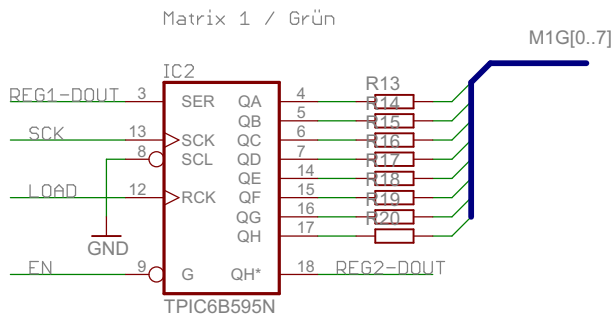 Matrix 1 / Grün
M1G[0..7]
IC2
REG1-DOUT 3 SER QA 4 R13
QB 5 R14
SCK 13 SCK QC 6 R15
8 SCL QD 7 R16
QE 14 R17
LOAD 12 RCK QF 15 R18
QG 16 R19
QH 17 R20
GND
EN 9 G QH* 18 REG2-DOUT
TPIC6B595N